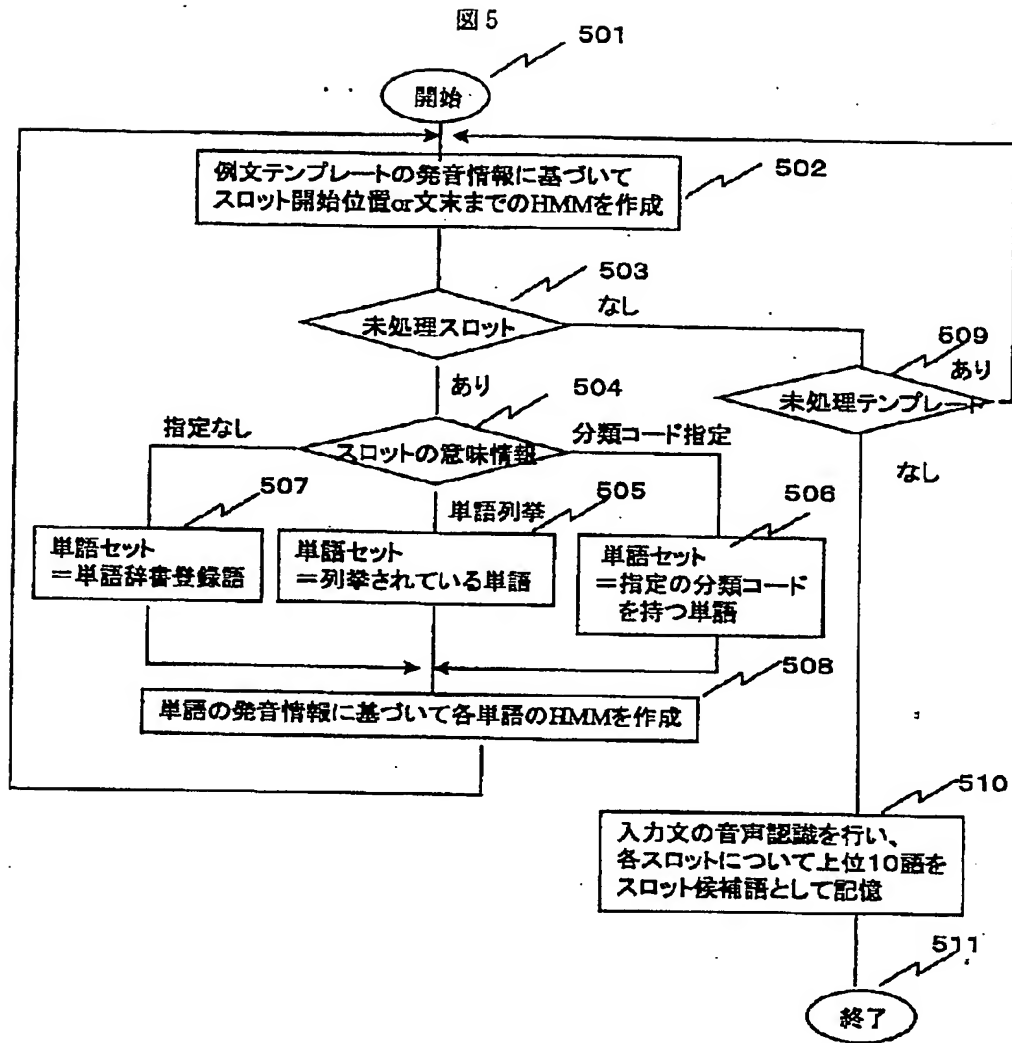 図5
501
開始
例文テンプレートの発音情報に基づいて
スロット開始位置or文末までのHMMを作成
502
503
未処理スロット
なし
あり
509
未処理テンプレート
あり
なし
504
スロットの意味情報
指定なし
単語列挙
分類コード指定
507
単語セット
=単語辞書登録語
505
単語セット
=列挙されている単語
506
単語セット
=指定の分類コード
を持つ単語
508
単語の発音情報に基づいて各単語のHMMを作成
510
入力文の音声認識を行い、
各スロットについて上位10語を
スロット候補語として記憶
511
終了